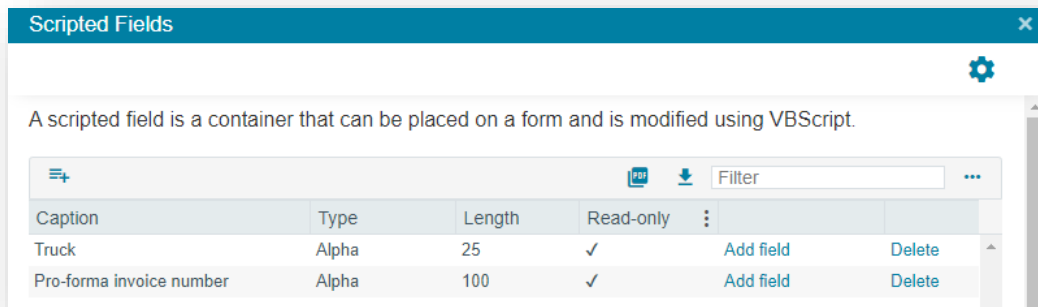 Scripted Fields
A scripted field is a container that can be placed on a form and is modified using VBScript.
PDF Filter
Caption Type Length Read-only
Truck Alpha 25 ✓ Add field Delete
Pro-forma invoice number Alpha 100 ✓ Add field Delete